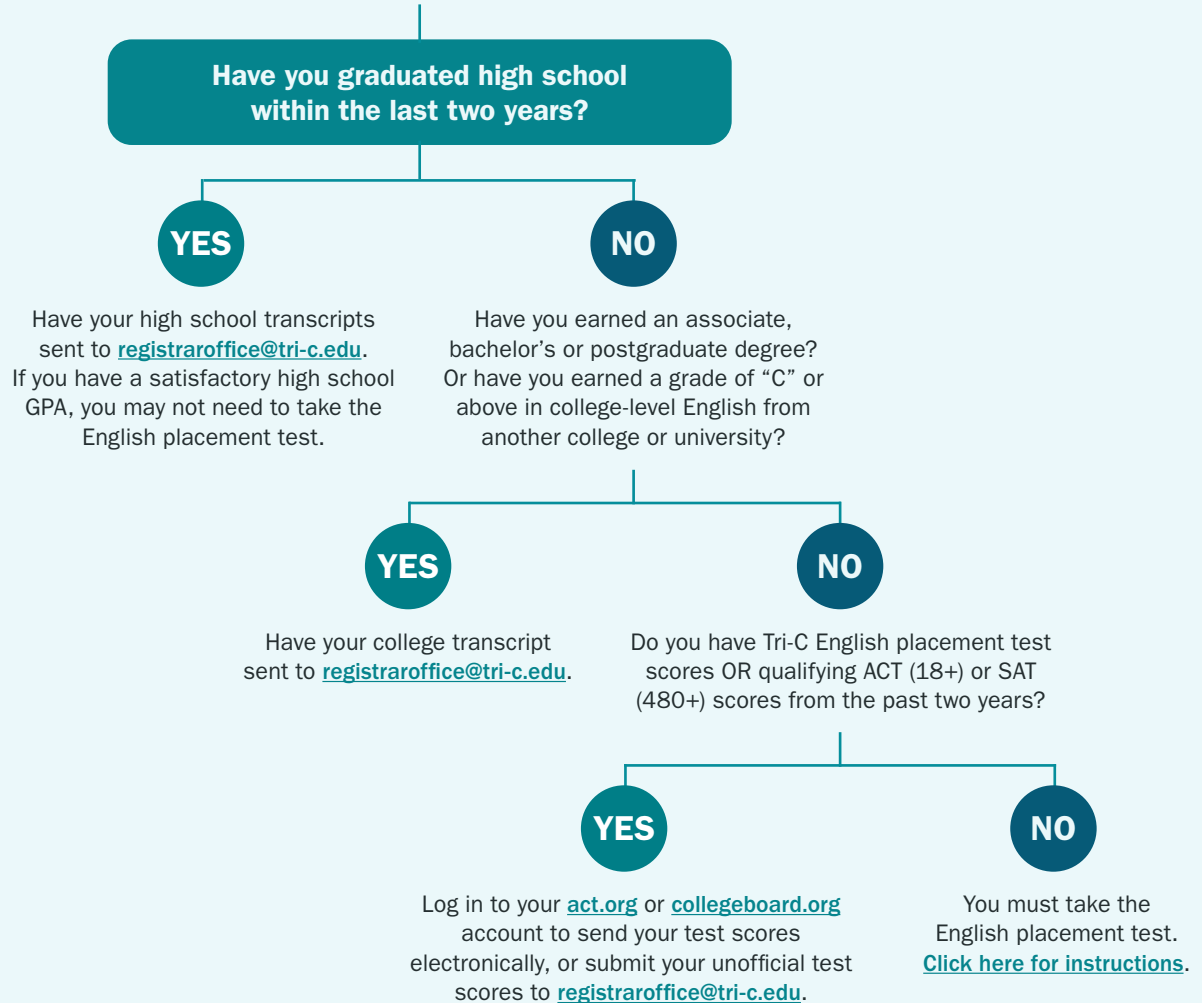 Have you graduated high school
within the last two years?
YES
Have your high school transcripts
sent to registraroffice@tri-c.edu.
If you have a satisfactory high school
GPA, you may not need to take the
English placement test.
NO
Have you earned an associate,
bachelor’s or postgraduate degree?
Or have you earned a grade of “C” or
above in college-level English from
another college or university?
YES
Have your college transcript
sent to registraroffice@tri-c.edu.
NO
Do you have Tri-C English placement test
scores OR qualifying ACT (18+) or SAT
(480+) scores from the past two years?
YES
Log in to your act.org or collegeboard.org
account to send your test scores
electronically, or submit your unofficial test
scores to registraroffice@tri-c.edu.
NO
You must take the
English placement test.
Click here for instructions.